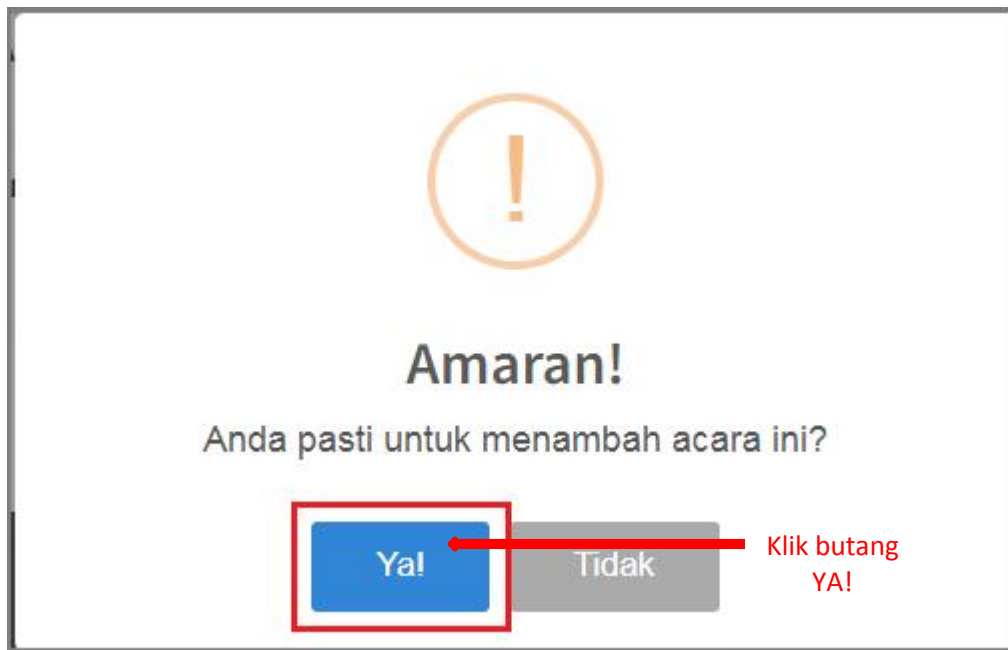 !
Amaran!
Anda pasti untuk menambah acara ini?
Ya!
Tidak
Klik butang
YA!